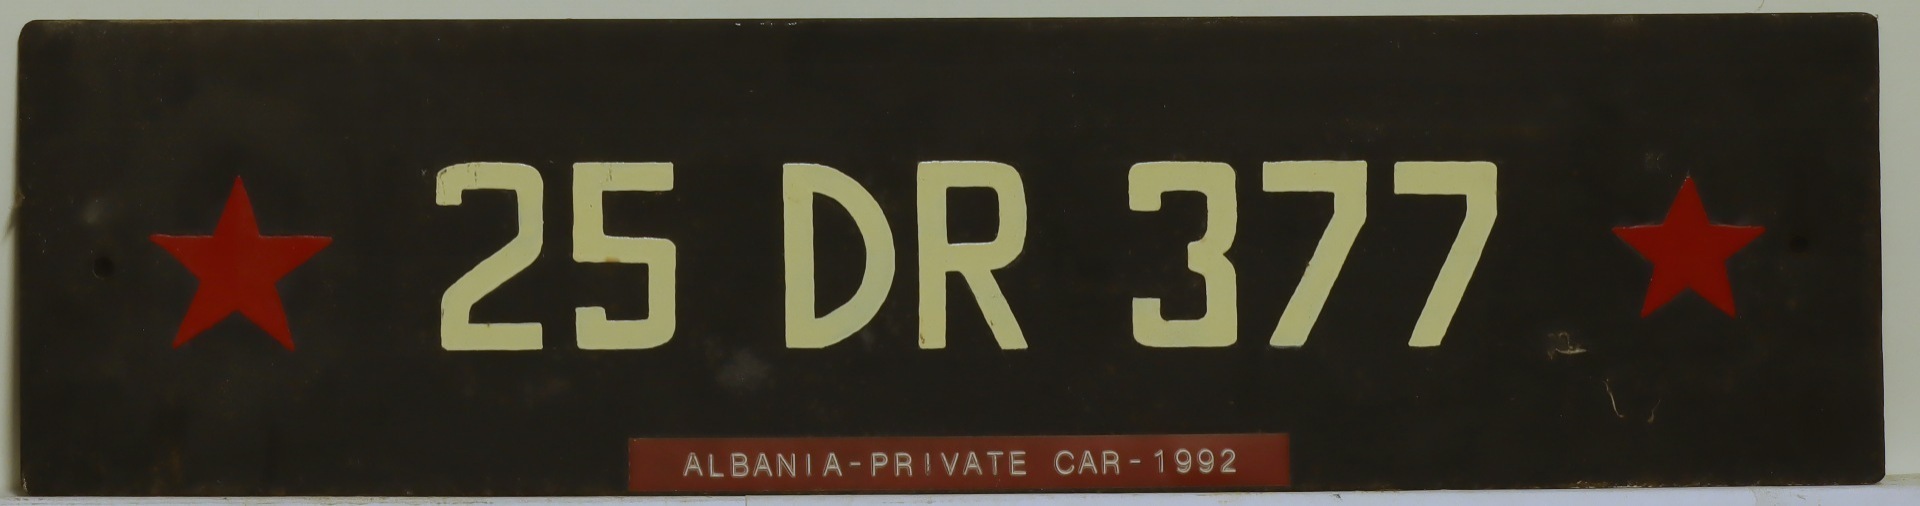 25 DR 377
ALBANIA-PRIVATE CAR-1992